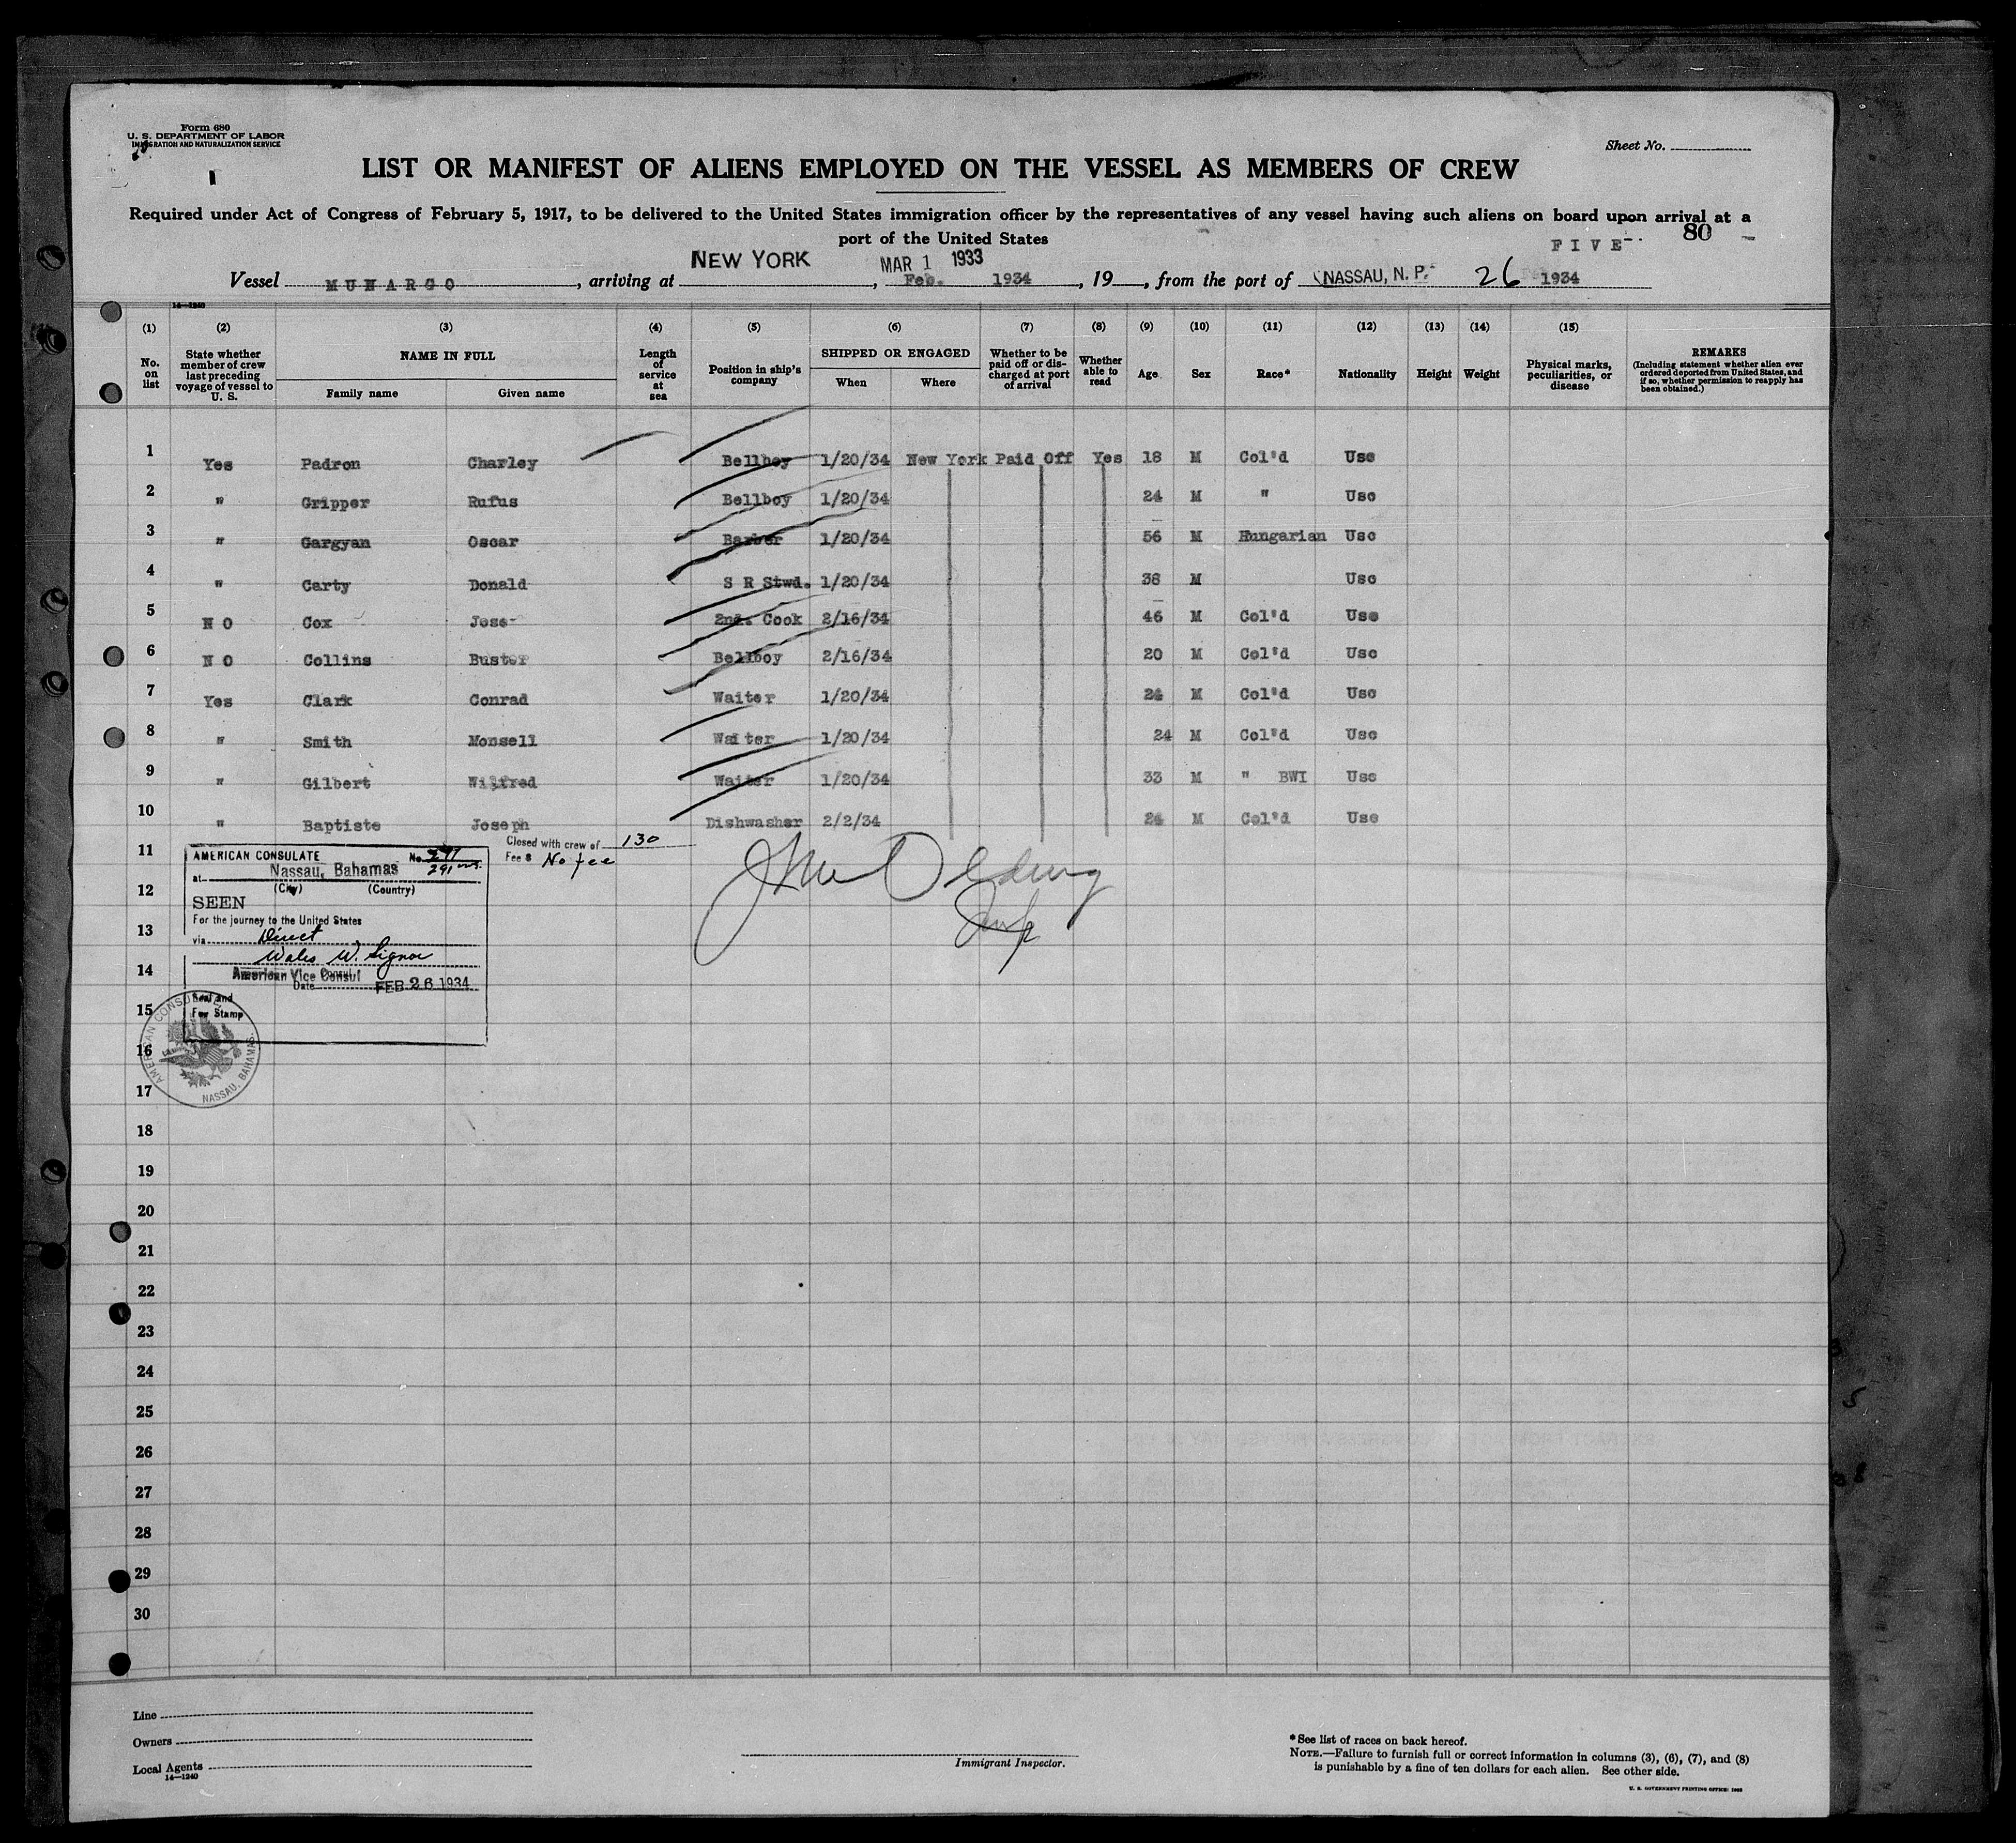 Form 680
U. S. DEPARTMENT OF LABOR
IMMIGRATION AND NATURALIZATION SERVICE
Sheet No.
LIST OR MANIFEST OF ALIENS EMPLOYED ON THE VESSEL AS MEMBERS OF CREW
Required under Act of Congress of February 5, 1917, to be delivered to the United States immigration officer by the representatives of any vessel having such aliens on board upon arrival at a
port of the United States
80
FIVE
Vessel MUNARGO, arriving at NEW YORK, MAR 1 1933 Feb. 1934, 19, from the port of NASSAU, N. P. 26 1934
14-1240
(1) (2) (3) (4) (5) (6) (7) (8) (9) (10) (11) (12) (13) (14) (15)
No. on list
State whether member of crew last preceding voyage of vessel to U. S.
NAME IN FULL
Family name Given name
Length of service at sea
Position in ship's company
SHIPPED OR ENGAGED
When Where
Whether to be paid off or discharged at port of arrival
Whether able to read
Age
Sex
Race*
Nationality
Height
Weight
Physical marks, peculiarities, or disease
REMARKS
(Including statement whether alien ever ordered deported from United States, and if so, whether permission to reapply has been obtained.)
1 Yes Padron Charley Bellboy 1/20/34 New York Paid Off Yes 18 M Col'd Usc
2 " Gripper Rufus Bellboy 1/20/34 24 M " Usc
3 " Gargyan Oscar Barber 1/20/34 56 M Hungarian Usc
4 " Carty Donald S R Stwd. 1/20/34 38 M Usc
5 N O Cox Jose 2nd. Cook 2/16/34 46 M Col'd Usc
6 N O Collins Buster Bellboy 2/16/34 20 M Col'd Usc
7 Yes Clark Conrad Waiter 1/20/34 24 M Col'd Usc
8 " Smith Monsell Waiter 1/20/34 24 M Col'd Usc
9 " Gilbert Wilfred Waiter 1/20/34 33 M " BWI Usc
10 " Baptiste Joseph Dishwasher 2/2/34 24 M Col'd Usc
11
12
13
14
15
16
17
18
19
20
21
22
23
24
25
26
27
28
29
30
Closed with crew of 130
Fee $ No fee
AMERICAN CONSULATE No. 291
at Nassau, Bahamas
(City) (Country)
SEEN
For the journey to the United States
via Direct
Wales W. Signor
American Vice Consul
Date FEB 26 1934
Seal and
Fee Stamp
AMERICAN CONSULATE
NASSAU, BAHAMAS.
Line
Owners
Local Agents
14-1240
Immigrant Inspector.
*See list of races on back hereof.
NOTE.—Failure to furnish full or correct information in columns (3), (6), (7), and (8)
is punishable by a fine of ten dollars for each alien. See other side.
U. S. GOVERNMENT PRINTING OFFICE: